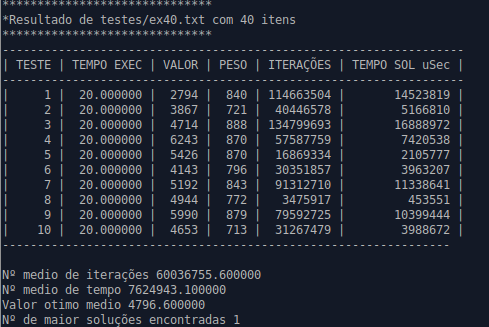 ******************************
*Resultado de testes/ex40.txt com 40 itens
******************************
------------------------------------------------------------------
| TESTE | TEMPO EXEC | VALOR | PESO | ITERAÇÕES | TEMPO SOL uSec |
------------------------------------------------------------------
| 1 | 20.000000 | 2794 | 840 | 114663504 | 14523819 |
| 2 | 20.000000 | 3867 | 721 | 40446578 | 5166810 |
| 3 | 20.000000 | 4714 | 888 | 134799693 | 16888972 |
| 4 | 20.000000 | 6243 | 870 | 57587759 | 7420538 |
| 5 | 20.000000 | 5426 | 870 | 16869334 | 2105777 |
| 6 | 20.000000 | 4143 | 796 | 30351857 | 3963207 |
| 7 | 20.000000 | 5192 | 843 | 91312710 | 11338641 |
| 8 | 20.000000 | 4944 | 772 | 3475917 | 453551 |
| 9 | 20.000000 | 5990 | 879 | 79592725 | 10399444 |
| 10 | 20.000000 | 4653 | 713 | 31267479 | 3988672 |
----------------------------------------------------------------
Nº medio de iterações 60036755.600000
Nº medio de tempo 7624943.100000
Valor otimo medio 4796.600000
Nº de maior soluções encontradas 1